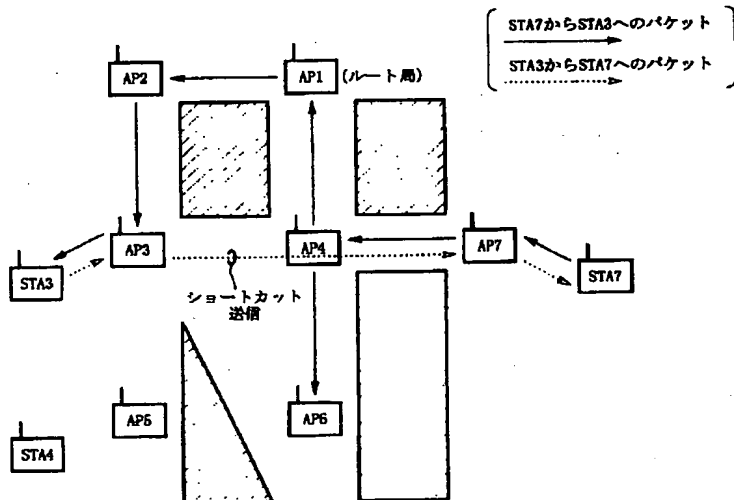 STA7からSTA3へのパケット
STA3からSTA7へのパケット
AP2
AP1
(ルート局)
AP3
AP4
AP7
STA3
STA7
ショートカット
送信
AP5
AP6
STA4